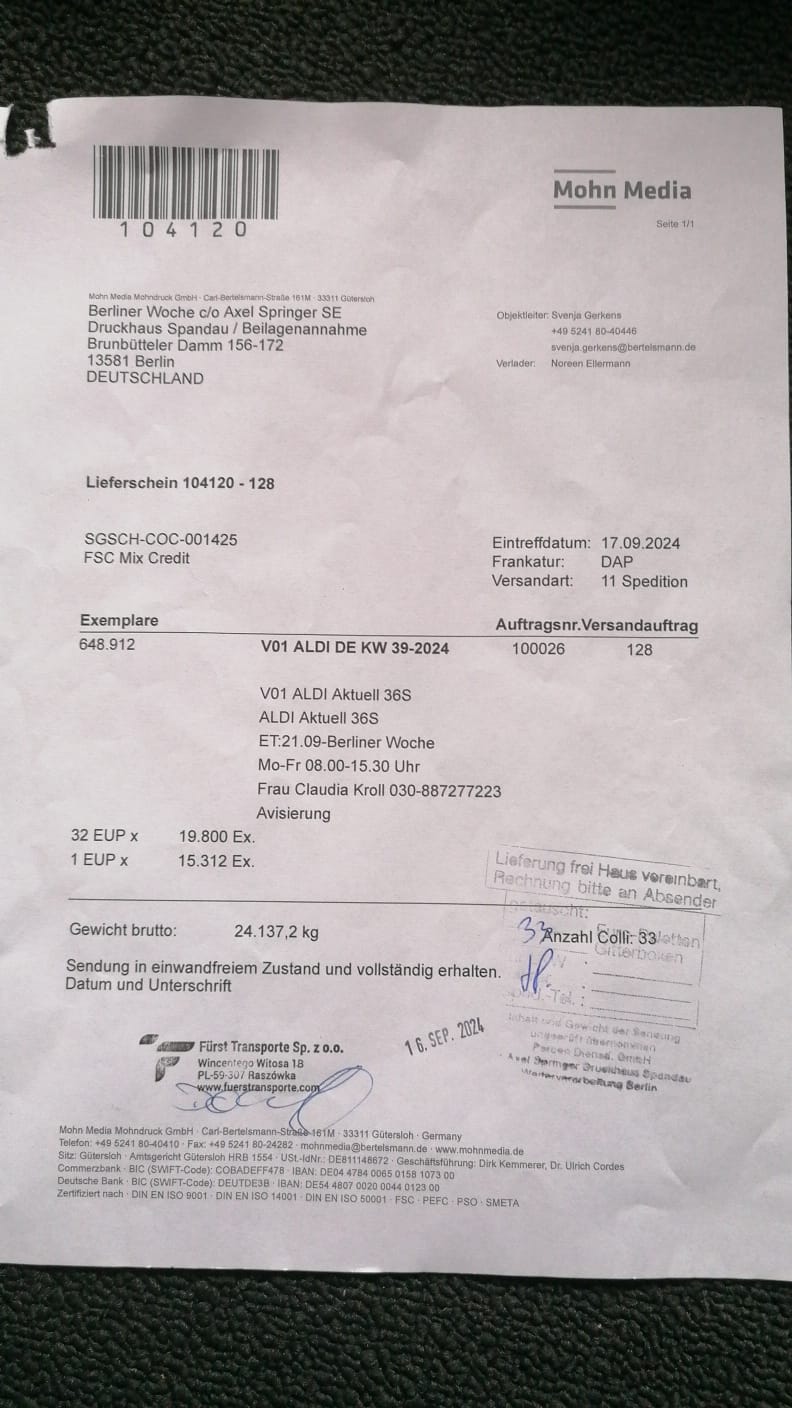 104120
Mohn Media
Seite 1/1
Mohn Media Mohndruck GmbH · Carl-Bertelsmann-Straße 161M · 33311 Gütersloh
Berliner Woche c/o Axel Springer SE
Druckhaus Spandau / Beilagenannahme
Brunbütteler Damm 156-172
13581 Berlin
DEUTSCHLAND
Objektleiter: Svenja Gerkens
+49 5241 80-40446
svenja.gerkens@bertelsmann.de
Verlader: Noreen Ellermann
Lieferschein 104120 - 128
SGSCH-COC-001425
FSC Mix Credit
Eintreffdatum: 17.09.2024
Frankatur: DAP
Versandart: 11 Spedition
Exemplare Auftragsnr. Versandauftrag
648.912 V01 ALDI DE KW 39-2024 100026 128
V01 ALDI Aktuell 36S
ALDI Aktuell 36S
ET:21.09-Berliner Woche
Mo-Fr 08.00-15.30 Uhr
Frau Claudia Kroll 030-887277223
Avisierung
32 EUP x 19.800 Ex.
1 EUP x 15.312 Ex.
Lieferung frei Haus vereinbart,
Rechnung bitte an Absender
Gewicht brutto: 24.137,2 kg
33 Anzahl Colli: 33
Gitterboxen
Sendung in einwandfreiem Zustand und vollständig erhalten.
Datum und Unterschrift
Inhalt und Gewicht der Sendung
ungeprüft übernommen
GmbH
Axel Springer Druckhaus Spandau
Weiterverarbeitung Berlin
16. SEP. 2024
Fürst Transporte Sp. z o.o.
Wincentego Witosa 18
PL-59-307 Raszówka
www.fuerstransporte.com
Mohn Media Mohndruck GmbH · Carl-Bertelsmann-Straße 161M · 33311 Gütersloh · Germany
Telefon: +49 5241 80-40410 · Fax: +49 5241 80-24282 · mohnmedia@bertelsmann.de · www.mohnmedia.de
Sitz: Gütersloh · Amtsgericht Gütersloh HRB 1554 · USt.-IdNr.: DE811148672 · Geschäftsführung: Dirk Kemmerer, Dr. Ulrich Cordes
Commerzbank · BIC (SWIFT-Code): COBADEFF478 · IBAN: DE04 4784 0065 0158 1073 00
Deutsche Bank · BIC (SWIFT-Code): DEUTDE3B · IBAN: DE54 4807 0020 0044 0123 00
Zertifiziert nach · DIN EN ISO 9001 · DIN EN ISO 14001 · DIN EN ISO 50001 · FSC · PEFC · PSO · SMETA